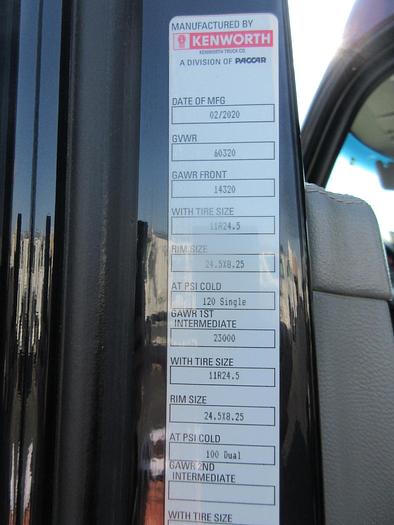 MANUFACTURED BY
KENWORTH
KENWORTH TRUCK CO.
A DIVISION OF PACCAR
DATE OF MFG
02/2020
GVWR
60320
GAWR FRONT
14320
WITH TIRE SIZE
11R24.5
RIM SIZE
24.5X8.25
AT PSI COLD
120 Single
GAWR 1ST
INTERMEDIATE
23000
WITH TIRE SIZE
11R24.5
RIM SIZE
24.5X8.25
AT PSI COLD
100 Dual
GAWR 2ND
INTERMEDIATE
WITH TIRE SIZE